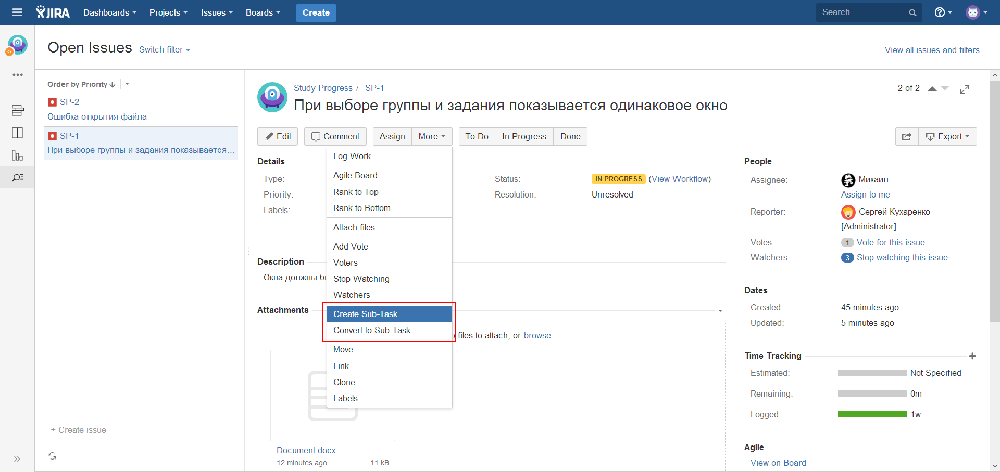 JIRA Dashboards Projects Issues Boards Create Search
Open Issues Switch filter
View all issues and filters
Order by Priority
SP-2
Ошибка открытия файла
SP-1
При выборе группы и задания показывается...
+ Create issue
Study Progress / SP-1
2 of 2
При выборе группы и задания показывается одинаковое окно
Edit Comment Assign More To Do In Progress Done Export
Log Work
Agile Board
Rank to Top
Rank to Bottom
Attach files
Add Vote
Voters
Stop Watching
Watchers
Create Sub-Task
Convert to Sub-Task
Move
Link
Clone
Labels
Details
Type:
Priority:
Labels:
Status: IN PROGRESS (View Workflow)
Resolution: Unresolved
Description
Окна должны
Attachments
files to attach, or browse.
Document.docx
12 minutes ago 11 kB
People
Assignee: Михаил
Assign to me
Reporter: Сергей Кухаренко
[Administrator]
Votes: 1 Vote for this issue
Watchers: 3 Stop watching this issue
Dates
Created: 45 minutes ago
Updated: 5 minutes ago
Time Tracking
Estimated: Not Specified
Remaining: 0m
Logged: 1w
Agile
View on Board